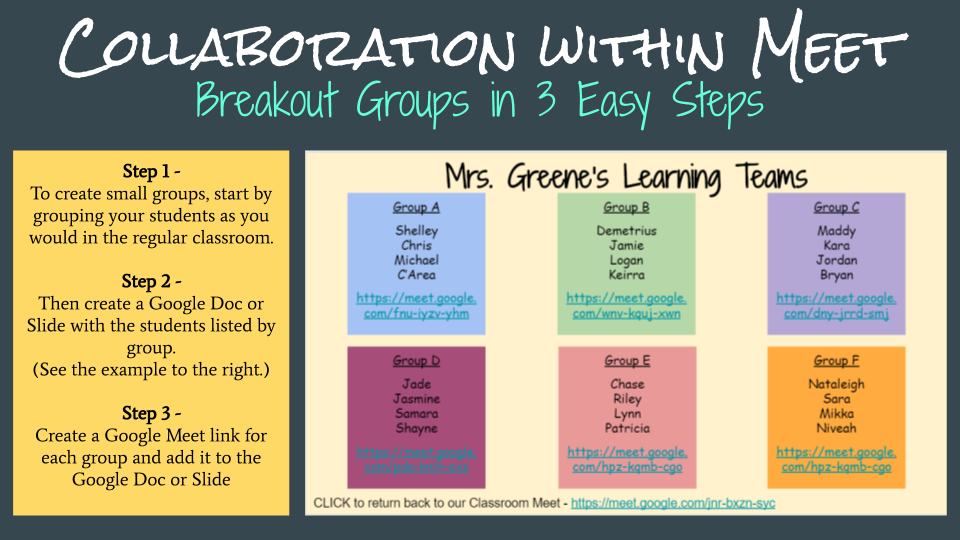 Collaboration within Meet
Breakout Groups in 3 Easy Steps
Step 1 -
To create small groups, start by
grouping your students as you
would in the regular classroom.
Step 2 -
Then create a Google Doc or
Slide with the students listed by
group.
(See the example to the right.)
Step 3 -
Create a Google Meet link for
each group and add it to the
Google Doc or Slide
Mrs. Greene's Learning Teams
Group A
Shelley
Chris
Michael
C'Area
https://meet.google.
com/fnu-iyzv-yhm
Group B
Demetrius
Jamie
Logan
Keirra
https://meet.google.
com/wnv-kquj-xwn
Group C
Maddy
Kara
Jordan
Bryan
https://meet.google.
com/dny-jrrd-smj
Group D
Jade
Jasmine
Samara
Shayne
https://meet.google.
Group E
Chase
Riley
Lynn
Patricia
https://meet.google.
com/hpz-kqmb-cgo
Group F
Nataleigh
Sara
Mikka
Niveah
https://meet.google.
com/hpz-kqmb-cgo
CLICK to return back to our Classroom Meet - https://meet.google.com/jnr-bxzn-syc